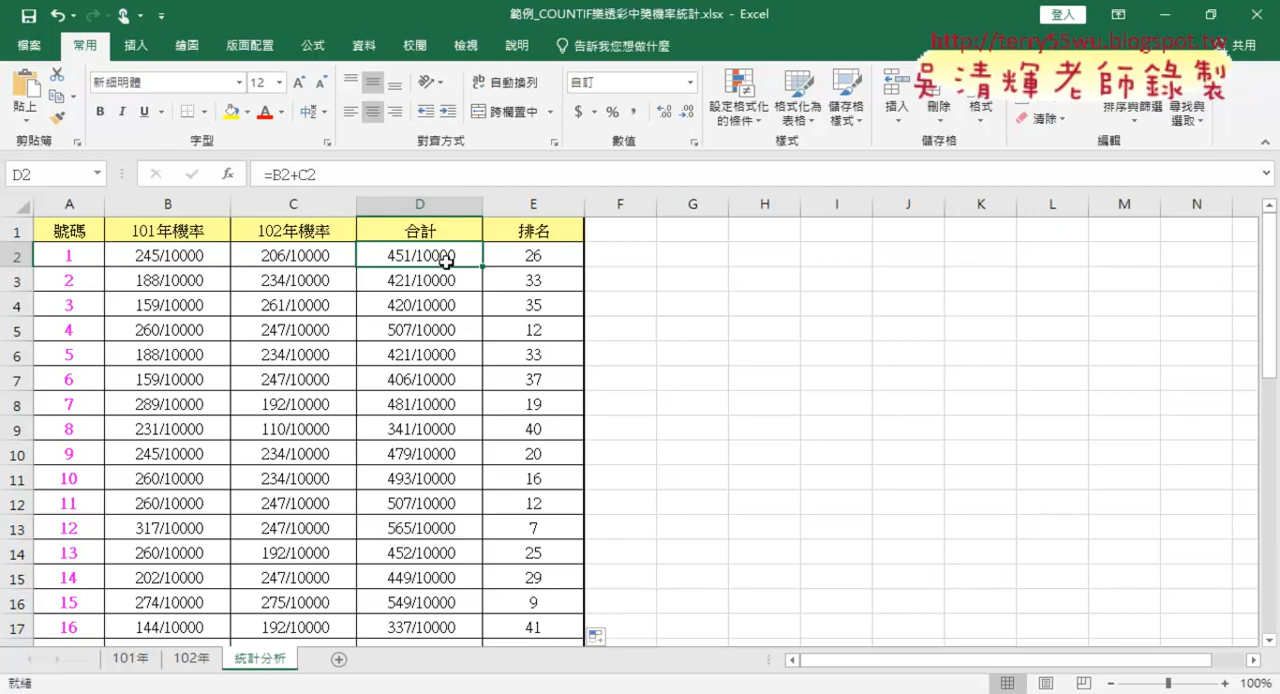 範例_COUNTIF樂透彩中獎機率統計.xlsx - Excel
登入
檔案 常用 插入 繪圖 版面配置 公式 資料 校閱 檢視 說明 告訴我您想做什麼 共用
http://terry55wu.blogspot.tw
吳清輝老師錄製
貼上
新細明體 12
B I U
自動換列
跨欄置中
自訂
$ % ,
設定格式化的條件
格式化為表格
儲存格樣式
插入 刪除 格式
清除
排序與篩選 尋找與選取
剪貼簿 字型 對齊方式 數值 樣式 儲存格 編輯
D2 fx =B2+C2
A B C D E F G H I J K L M N
1 號碼 101年機率 102年機率 合計 排名
2 1 245/10000 206/10000 451/10000 26
3 2 188/10000 234/10000 421/10000 33
4 3 159/10000 261/10000 420/10000 35
5 4 260/10000 247/10000 507/10000 12
6 5 188/10000 234/10000 421/10000 33
7 6 159/10000 247/10000 406/10000 37
8 7 289/10000 192/10000 481/10000 19
9 8 231/10000 110/10000 341/10000 40
10 9 245/10000 234/10000 479/10000 20
11 10 260/10000 234/10000 493/10000 16
12 11 260/10000 247/10000 507/10000 12
13 12 317/10000 247/10000 565/10000 7
14 13 260/10000 192/10000 452/10000 25
15 14 202/10000 247/10000 449/10000 29
16 15 274/10000 275/10000 549/10000 9
17 16 144/10000 192/10000 337/10000 41
101年 102年 統計分析
就緒 100%